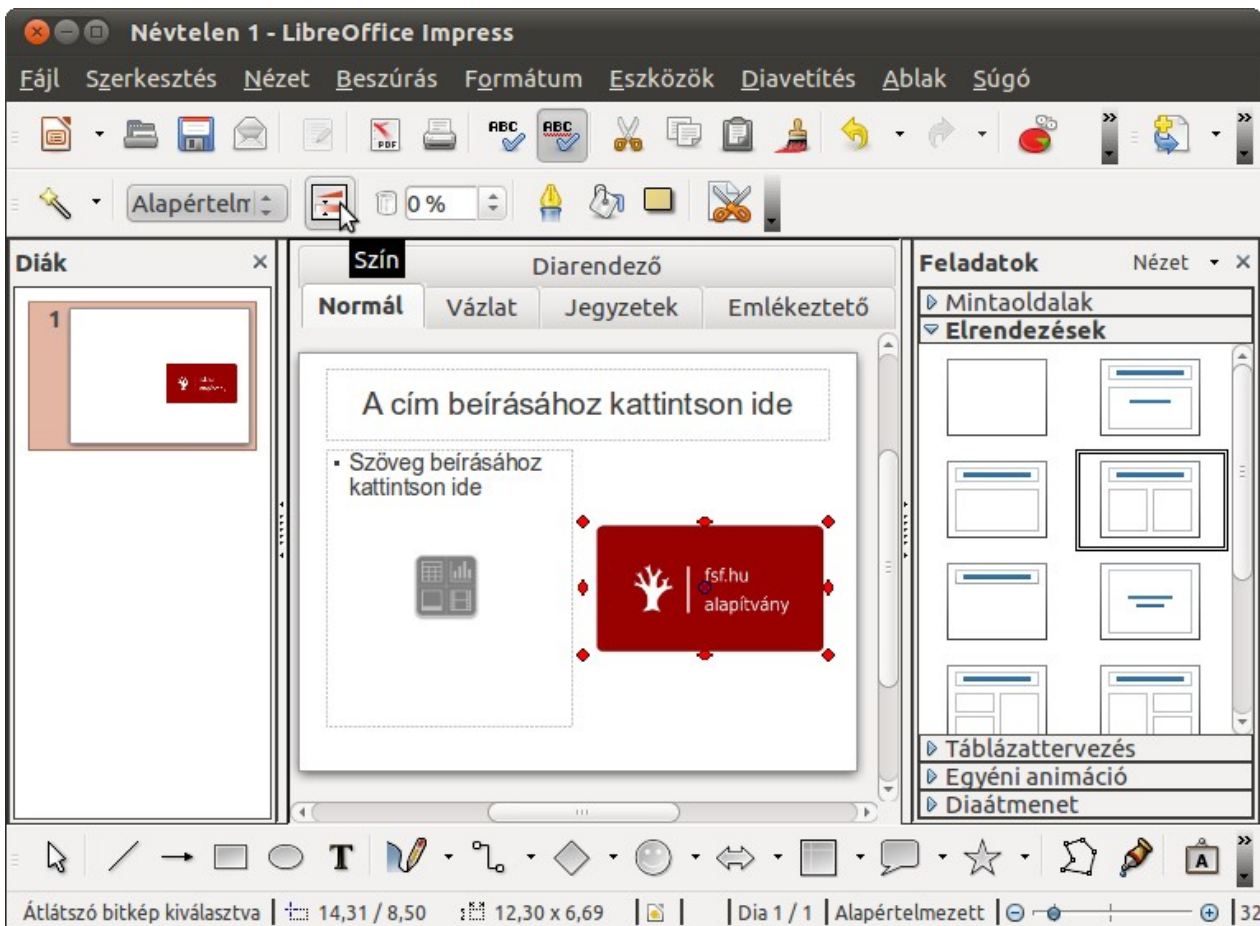 Névtelen 1 - LibreOffice Impress
Fájl Szerkesztés Nézet Beszúrás Formátum Eszközök Diavetítés Ablak Súgó
PDF ABC ABC
Alapértelm 0 %
Szín
Diák
1
Diarendező
Normál Vázlat Jegyzetek Emlékeztető
A cím beírásához kattintson ide
▪ Szöveg beírásához
kattintson ide
fsf.hu
alapítvány
Feladatok Nézet
Mintaoldalak
Elrendezések
Táblázattervezés
Egyéni animáció
Diaátmenet
T A
Átlátszó bitkép kiválasztva 14,31 / 8,50 12,30 x 6,69 Dia 1 / 1 Alapértelmezett 32